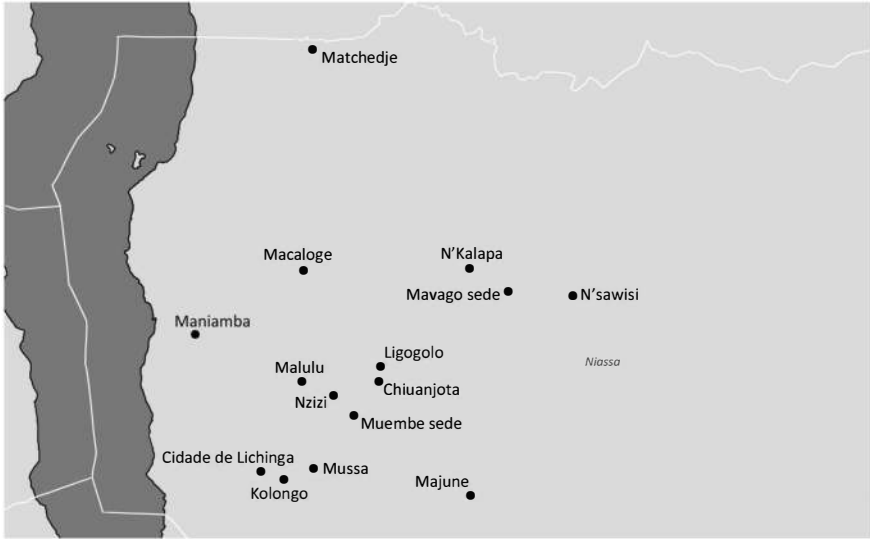 Matchedje
Macaloge
N'Kalapa
Mavago sede
N'sawisi
Maniamba
Ligogolo
Niassa
Malulu
Chiuanjota
Nzizi
Muembe sede
Cidade de Lichinga
Mussa
Kolongo
Majune